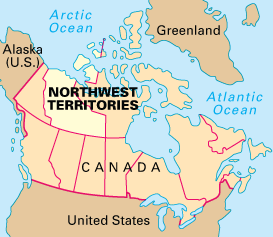 Arctic
Ocean
Greenland
Alaska
(U.S.)
NORTHWEST
TERRITORIES
Atlantic
Ocean
CANADA
United States